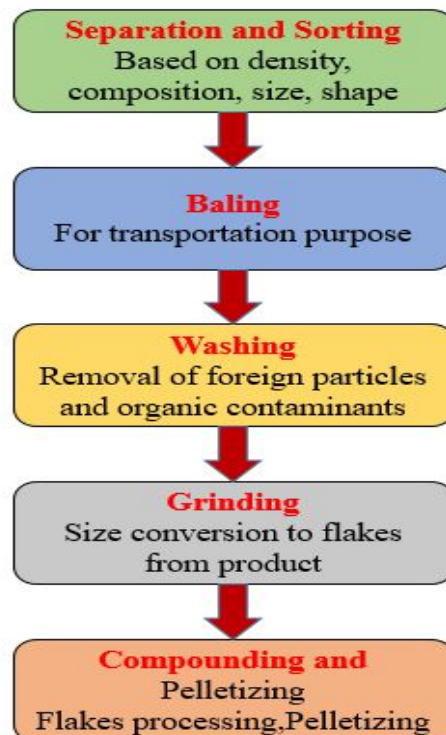 Separation and Sorting
Based on density,
composition, size, shape
Baling
For transportation purpose
Washing
Removal of foreign particles
and organic contaminants
Grinding
Size conversion to flakes
from product
Compounding and
Pelletizing
Flakes processing,Pelletizing